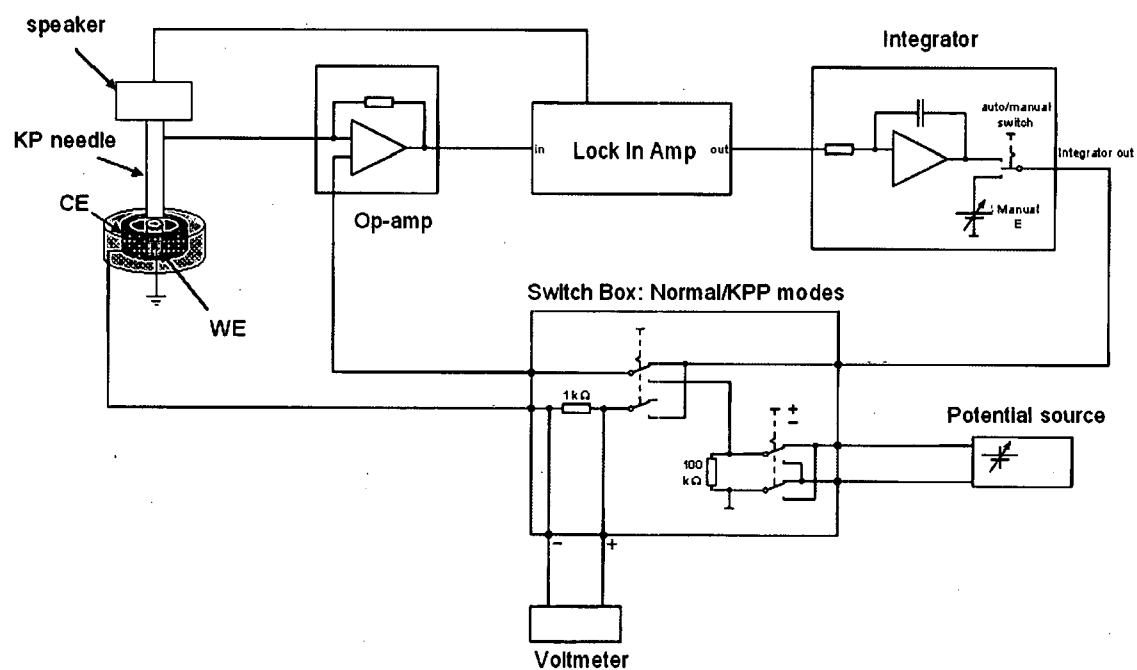 speaker
KP needle
CE
WE
Op-amp
in
Lock In Amp
out
Integrator
auto/manual
switch
Integrator out
Manual
E
Switch Box: Normal/KPP modes
1kΩ
+
-
100
kΩ
Potential source
-
+
Voltmeter